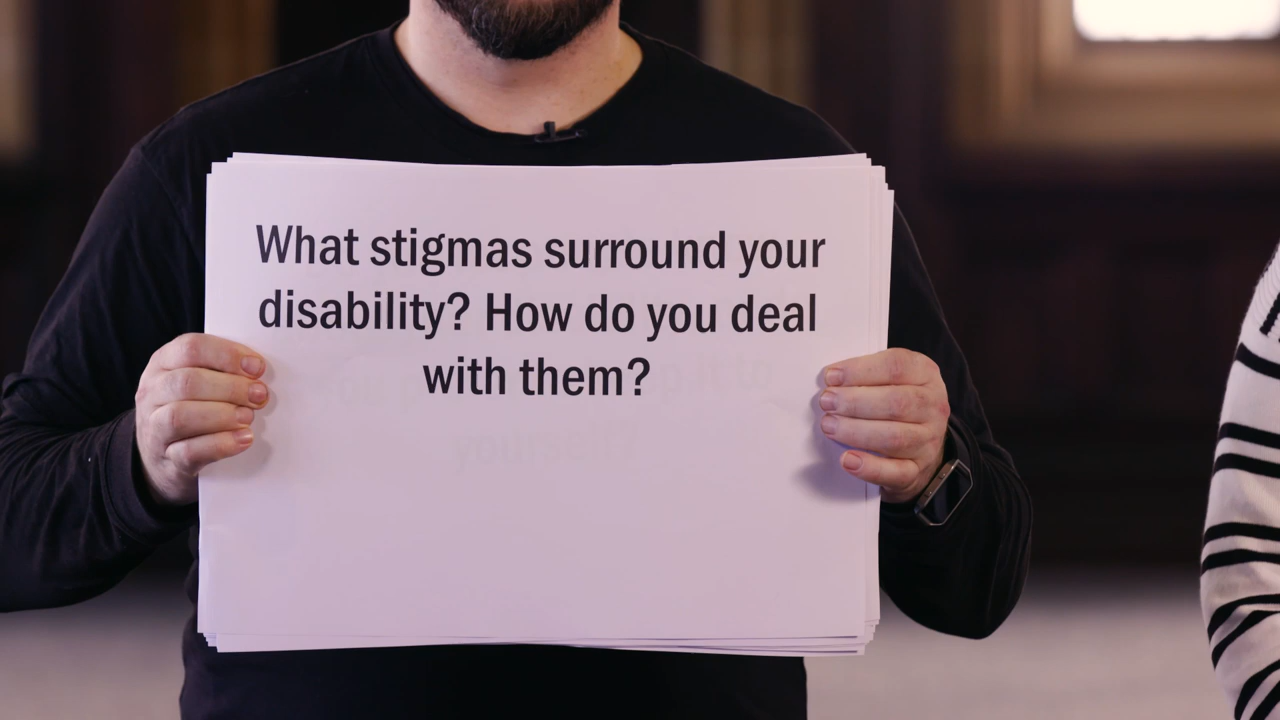 What stigmas surround your
disability? How do you deal
with them?